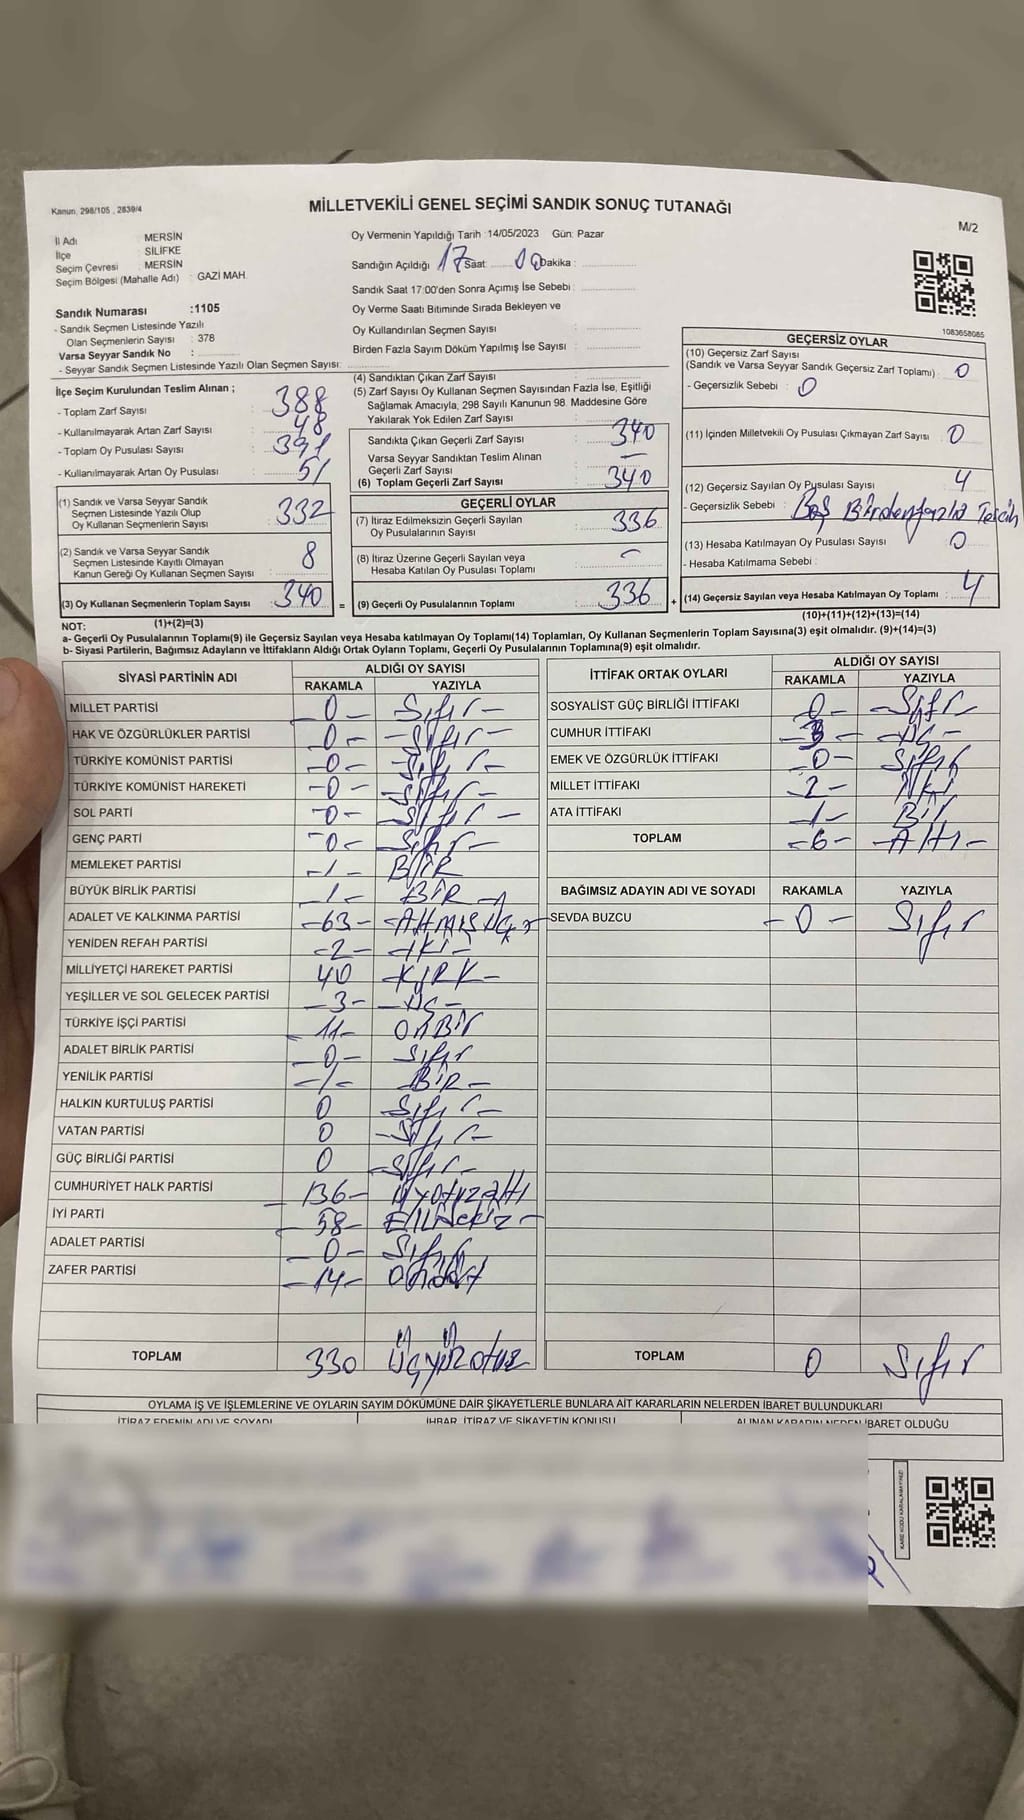 Kanun, 298/105 , 2839/4
MİLLETVEKİLİ GENEL SEÇİMİ SANDIK SONUÇ TUTANAĞI
M/2
İl Adı : MERSİN
İlçe : SİLİFKE
Seçim Çevresi : MERSİN
Seçim Bölgesi (Mahalle Adı) : GAZİ MAH.
Oy Vermenin Yapıldığı Tarih :14/05/2023 Gün: Pazar
Sandığın Açıldığı 17 Saat: Dakika :
Sandık Saat 17:00'den Sonra Açımış İse Sebebi :
Oy Verme Saati Bitiminde Sırada Bekleyen ve
Oy Kullandırılan Seçmen Sayısı :
Birden Fazla Sayım Döküm Yapılmış İse Sayısı :
1083658085
Sandık Numarası :1105
- Sandık Seçmen Listesinde Yazılı
Olan Seçmenlerin Sayısı : 378
Varsa Seyyar Sandık No :
- Seyyar Sandık Seçmen Listesinde Yazılı Olan Seçmen Sayısı:
İlçe Seçim Kurulundan Teslim Alınan ;
- Toplam Zarf Sayısı : 388
- Kullanılmayarak Artan Zarf Sayısı : 48
- Toplam Oy Pusulası Sayısı : 391
- Kullanılmayarak Artan Oy Pusulası : 51
(1) Sandık ve Varsa Seyyar Sandık
Seçmen Listesinde Yazılı Olup
Oy Kullanan Seçmenlerin Sayısı : 332
(2) Sandık ve Varsa Seyyar Sandık
Seçmen Listesinde Kayıtlı Olmayan
Kanun Gereği Oy Kullanan Seçmen Sayısı : 8
(3) Oy Kullanan Seçmenlerin Toplam Sayısı : 340 =
(4) Sandıktan Çıkan Zarf Sayısı :
(5) Zarf Sayısı Oy Kullanan Seçmen Sayısından Fazla İse, Eşitliği
Sağlamak Amacıyla, 298 Sayılı Kanunun 98. Maddesine Göre
Yakılarak Yok Edilen Zarf Sayısı :
Sandıkta Çıkan Geçerli Zarf Sayısı : 340
Varsa Seyyar Sandıktan Teslim Alınan
Geçerli Zarf Sayısı : —
(6) Toplam Geçerli Zarf Sayısı : 340
GEÇERLİ OYLAR
(7) İtiraz Edilmeksizin Geçerli Sayılan
Oy Pusulalarının Sayısı : 336
(8) İtiraz Üzerine Geçerli Sayılan veya
Hesaba Katılan Oy Pusulası Toplamı : —
(9) Geçerli Oy Pusulalarının Toplamı : 336 +
GEÇERSİZ OYLAR
(10) Geçersiz Zarf Sayısı
(Sandık ve Varsa Seyyar Sandık Geçersiz Zarf Toplamı) : 0
- Geçersizlik Sebebi : 0
(11) İçinden Milletvekili Oy Pusulası Çıkmayan Zarf Sayısı : 0
(12) Geçersiz Sayılan Oy Pusulası Sayısı : 4
- Geçersizlik Sebebi : Boş Birdenfazla Tercih
(13) Hesaba Katılmayan Oy Pusulası Sayısı : 0
- Hesaba Katılmama Sebebi :
(14) Geçersiz Sayılan veya Hesaba Katılmayan Oy Toplamı : 4
NOT: (1)+(2)=(3)
(10)+(11)+(12)+(13)=(14)
a- Geçerli Oy Pusulalarının Toplamı(9) ile Geçersiz Sayılan veya Hesaba katılmayan Oy Toplamı(14) Toplamları, Oy Kullanan Seçmenlerin Toplam Sayısına(3) eşit olmalıdır. (9)+(14)=(3)
b- Siyasi Partilerin, Bağımsız Adayların ve İttifakların Aldığı Ortak Oyların Toplamı, Geçerli Oy Pusulalarının Toplamına(9) eşit olmalıdır.
SİYASİ PARTİNİN ADI ALDIĞI OY SAYISI
RAKAMLA YAZIYLA
MİLLET PARTİSİ -0- Sıfır-
HAK VE ÖZGÜRLÜKLER PARTİSİ -0- -Sıfır-
TÜRKİYE KOMÜNİST PARTİSİ -0- -Sıfır-
TÜRKİYE KOMÜNİST HAREKETİ -0- -Sıfır-
SOL PARTİ -0- -Sıfır-
GENÇ PARTİ -0- -Sıfır-
MEMLEKET PARTİSİ -1- BİR
BÜYÜK BİRLİK PARTİSİ -1- BİR-
ADALET VE KALKINMA PARTİSİ -63- -AltmışÜç
YENİDEN REFAH PARTİSİ -2- -İKİ-
MİLLİYETÇİ HAREKET PARTİSİ 40 -KIRK-
YEŞİLLER VE SOL GELECEK PARTİSİ -3- -ÜÇ-
TÜRKİYE İŞÇİ PARTİSİ -11- ONBİR
ADALET BİRLİK PARTİSİ -0- Sıfır
YENİLİK PARTİSİ -1- BİR-
HALKIN KURTULUŞ PARTİSİ 0 -Sıfır-
VATAN PARTİSİ 0 -Sıfır-
GÜÇ BİRLİĞİ PARTİSİ 0 -Sıfır-
CUMHURİYET HALK PARTİSİ -136- Yüzotuzaltı
İYİ PARTİ -58- Ellisekiz-
ADALET PARTİSİ -0- Sıfır
ZAFER PARTİSİ -14- Ondört
TOPLAM 330 Üçyüzotuz
İTTİFAK ORTAK OYLARI ALDIĞI OY SAYISI
RAKAMLA YAZIYLA
SOSYALİST GÜÇ BİRLİĞİ İTTİFAKI 0- -Sıfır-
CUMHUR İTTİFAKI -3- -ÜÇ-
EMEK VE ÖZGÜRLÜK İTTİFAKI -0- Sıfır
MİLLET İTTİFAKI -2- İKİ
ATA İTTİFAKI -1- Bir
TOPLAM -6- -Altı-
BAĞIMSIZ ADAYIN ADI VE SOYADI RAKAMLA YAZIYLA
SEVDA BUZCU -0- Sıfır
TOPLAM 0 Sıfır
OYLAMA İŞ VE İŞLEMLERİNE VE OYLARIN SAYIM DÖKÜMÜNE DAİR ŞİKAYETLERLE BUNLARA AİT KARARLARIN NELERDEN İBARET BULUNDUKLARI
İTİRAZ EDENİN ADI VE SOYADI İHBAR, İTİRAZ VE ŞİKAYETİN KONUSU ALINAN KARARIN NEDEN İBARET OLDUĞU
KARE KODU KARALAMAYINIZ!